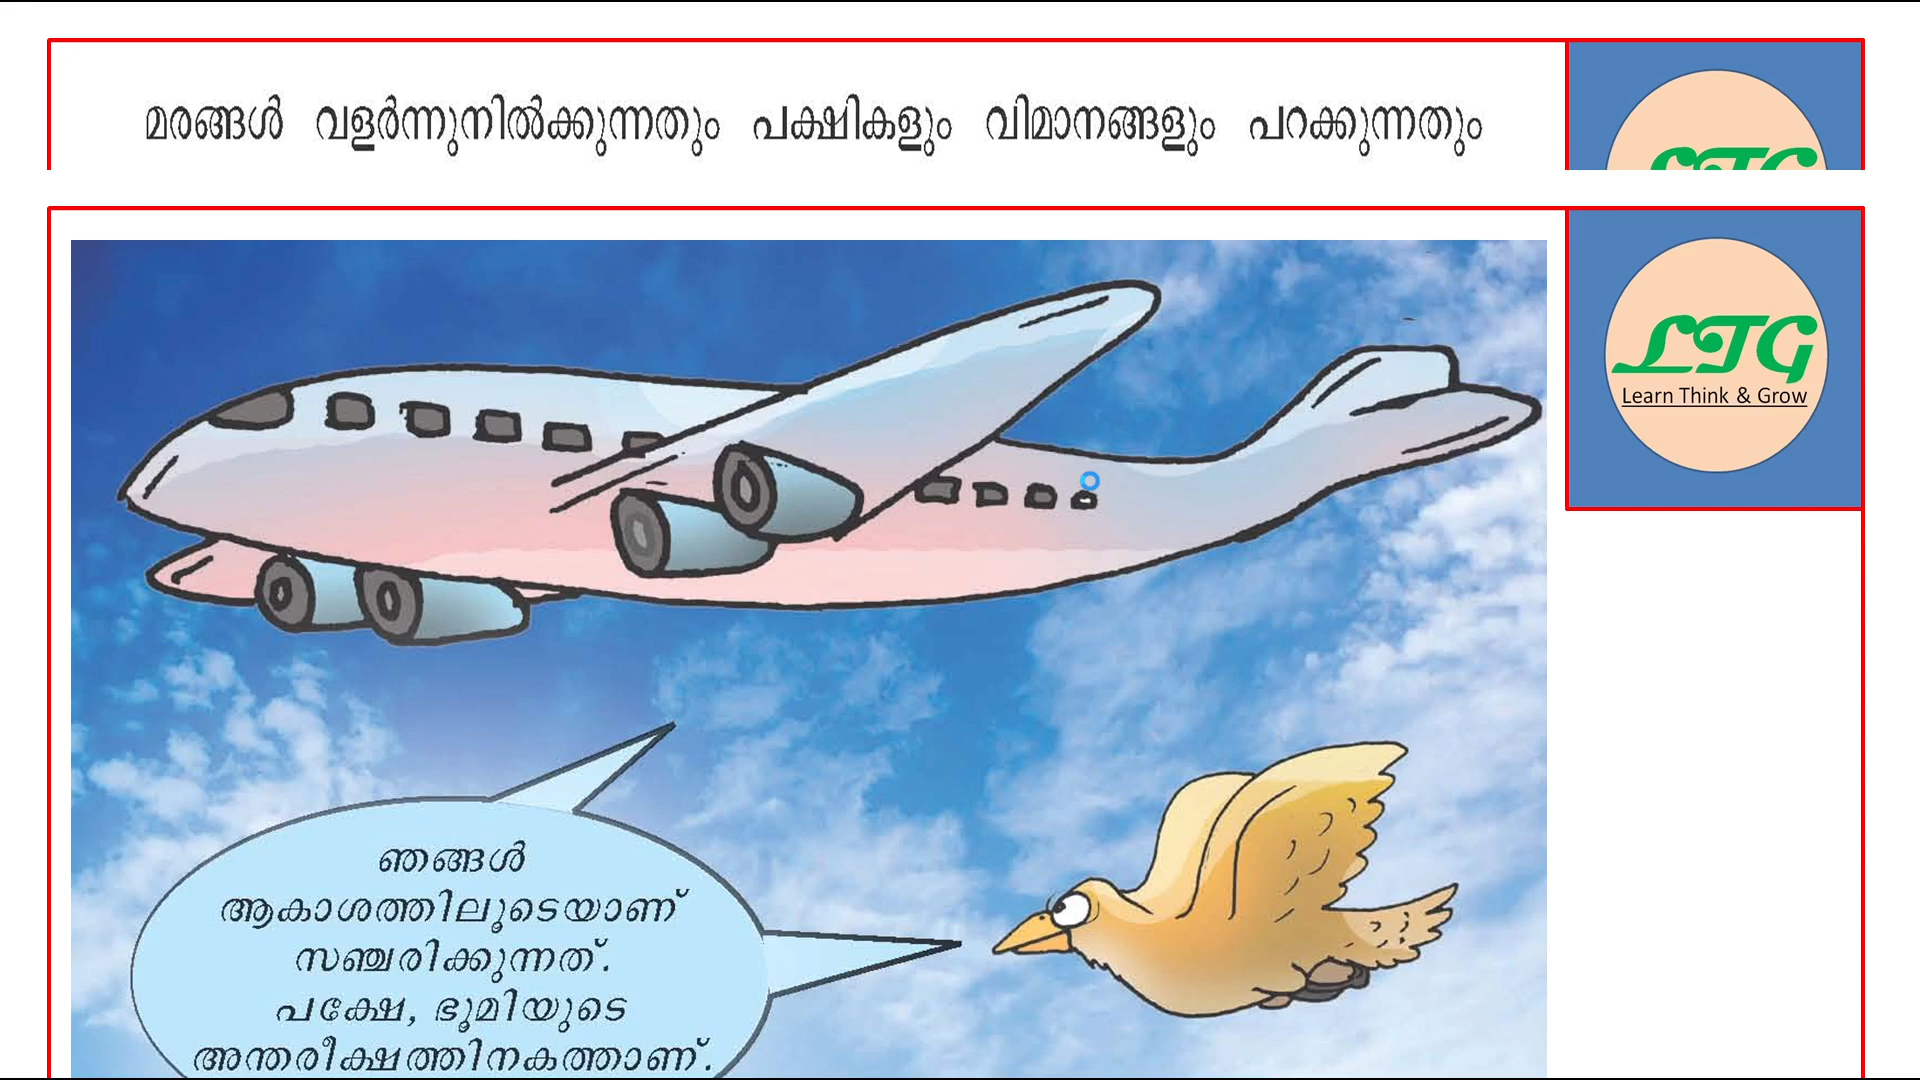 മരങ്ങൾ വളർന്നുനിൽക്കുന്നതും പക്ഷികളും വിമാനങ്ങളും പറക്കുന്നതും
LTG
Learn Think & Grow
ഞങ്ങൾ
ആകാശത്തിലൂടെയാണ്
സഞ്ചരിക്കുന്നത്.
പക്ഷേ, ഭൂമിയുടെ
അന്തരീക്ഷത്തിനകത്താണ്.